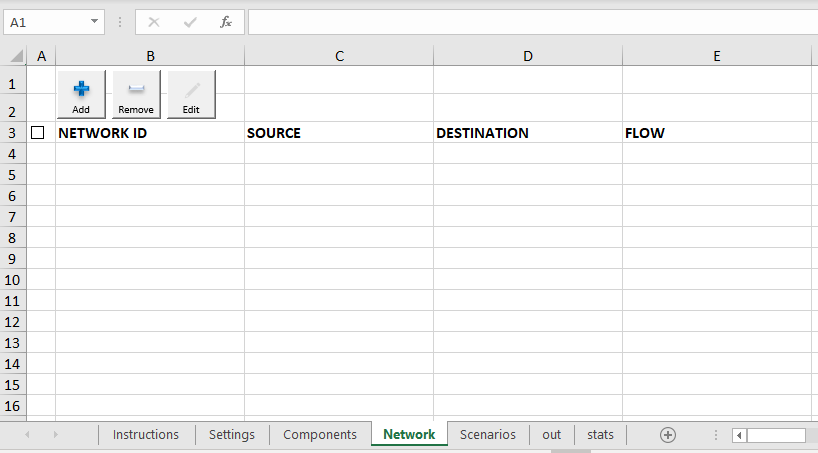 A1
fx
A B C D E
1
Add Remove Edit
2
3 NETWORK ID SOURCE DESTINATION FLOW
4
5
6
7
8
9
10
11
12
13
14
15
16
Instructions Settings Components Network Scenarios out stats